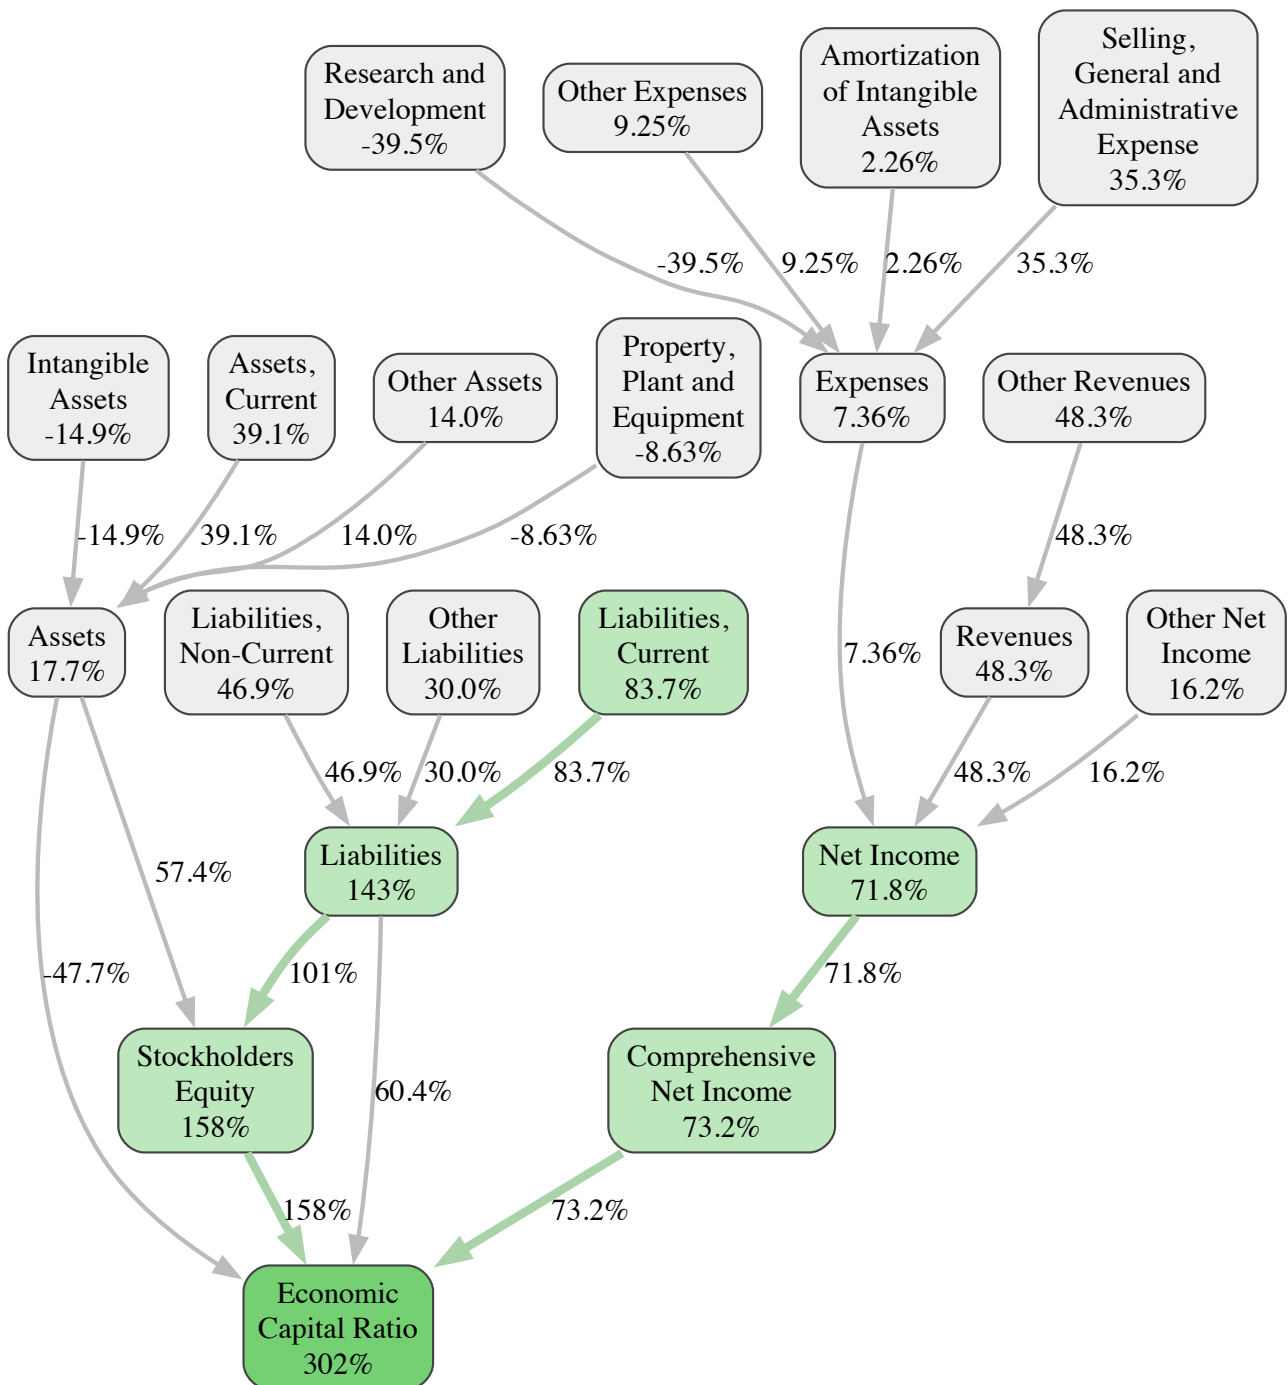 Research and
Development
-39.5%
Other Expenses
9.25%
Amortization
of Intangible
Assets
2.26%
Selling,
General and
Administrative
Expense
35.3%
-39.5%
9.25%
2.26%
35.3%
Intangible
Assets
-14.9%
Assets,
Current
39.1%
Other Assets
14.0%
Property,
Plant and
Equipment
-8.63%
Expenses
7.36%
Other Revenues
48.3%
-14.9%
39.1%
14.0%
-8.63%
48.3%
Assets
17.7%
Liabilities,
Non-Current
46.9%
Other
Liabilities
30.0%
Liabilities,
Current
83.7%
7.36%
Revenues
48.3%
Other Net
Income
16.2%
46.9%
30.0%
83.7%
48.3%
16.2%
57.4%
Liabilities
143%
Net Income
71.8%
-47.7%
101%
71.8%
Stockholders
Equity
158%
60.4%
Comprehensive
Net Income
73.2%
158%
73.2%
Economic
Capital Ratio
302%